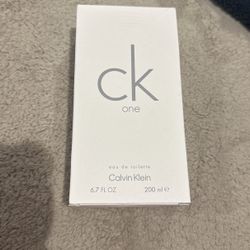 ck
one
eau de toilette
Calvin Klein
6.7 FL OZ 200 ml ℮